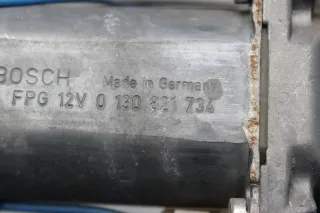 BOSCH Made in Germany
FPG 12V 0 130 821 734